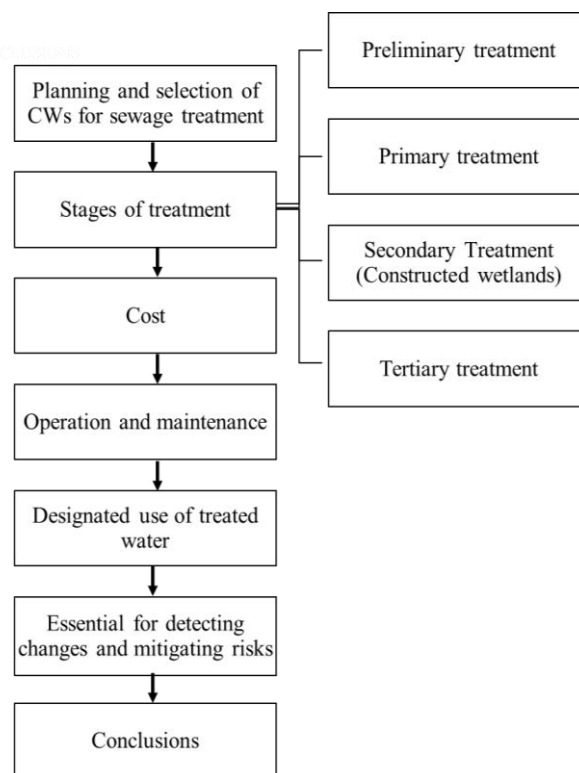 Planning and selection of
CWs for sewage treatment
Stages of treatment
Cost
Operation and maintenance
Designated use of treated
water
Essential for detecting
changes and mitigating risks
Conclusions
Preliminary treatment
Primary treatment
Secondary Treatment
(Constructed wetlands)
Tertiary treatment